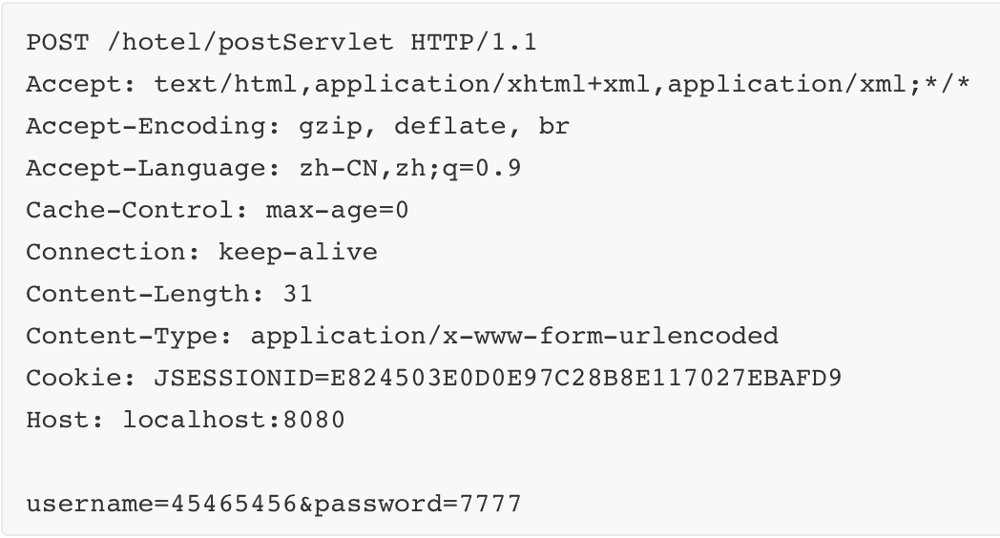 POST /hotel/postServlet HTTP/1.1
Accept: text/html,application/xhtml+xml,application/xml;*/*
Accept-Encoding: gzip, deflate, br
Accept-Language: zh-CN,zh;q=0.9
Cache-Control: max-age=0
Connection: keep-alive
Content-Length: 31
Content-Type: application/x-www-form-urlencoded
Cookie: JSESSIONID=E824503E0D0E97C28B8E117027EBAFD9
Host: localhost:8080

username=45465456&password=7777